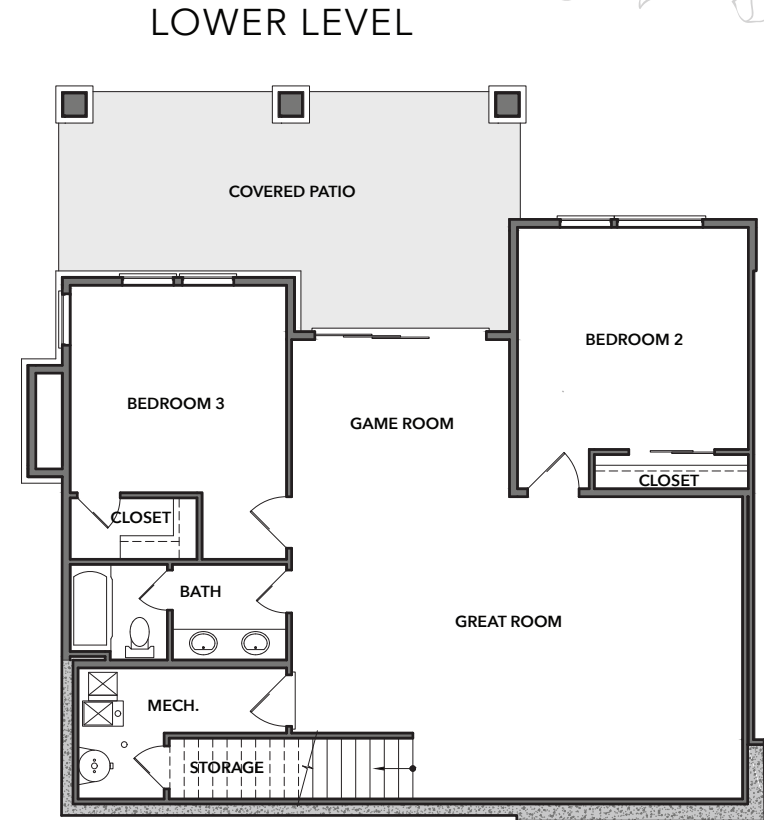 LOWER LEVEL
COVERED PATIO
BEDROOM 2
BEDROOM 3
GAME ROOM
CLOSET
CLOSET
BATH
GREAT ROOM
MECH.
STORAGE